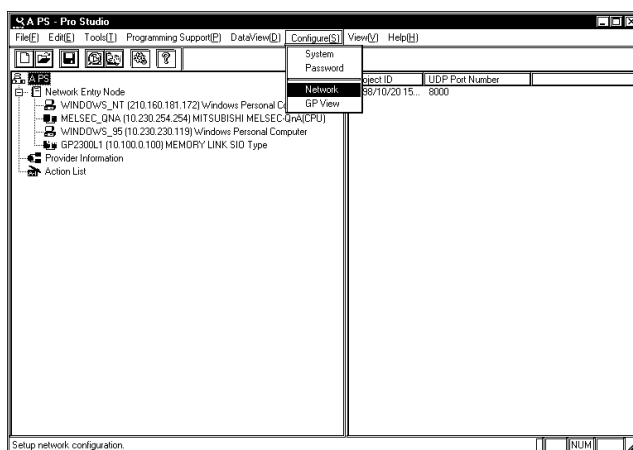 A PS - Pro Studio
File(F) Edit(E) Tools(T) Programming Support(P) DataView(D) Configure(S) View(V) Help(H)
System
Password
Network
GP View
A PS
Network Entry Node
WINDOWS_NT (210.160.181.172) Windows Personal
MELSEC_QNA (10.230.254.254) MITSUBISHI MELSEC-QnA(CPU)
WINDOWS_95 (10.230.230.119) Windows Personal Computer
GP2300L1 (10.100.0.100) MEMORY LINK SIO Type
Provider Information
Action List
oject ID UDP Port Number
98/10/20 15... 8000
Setup network configuration.
NUM